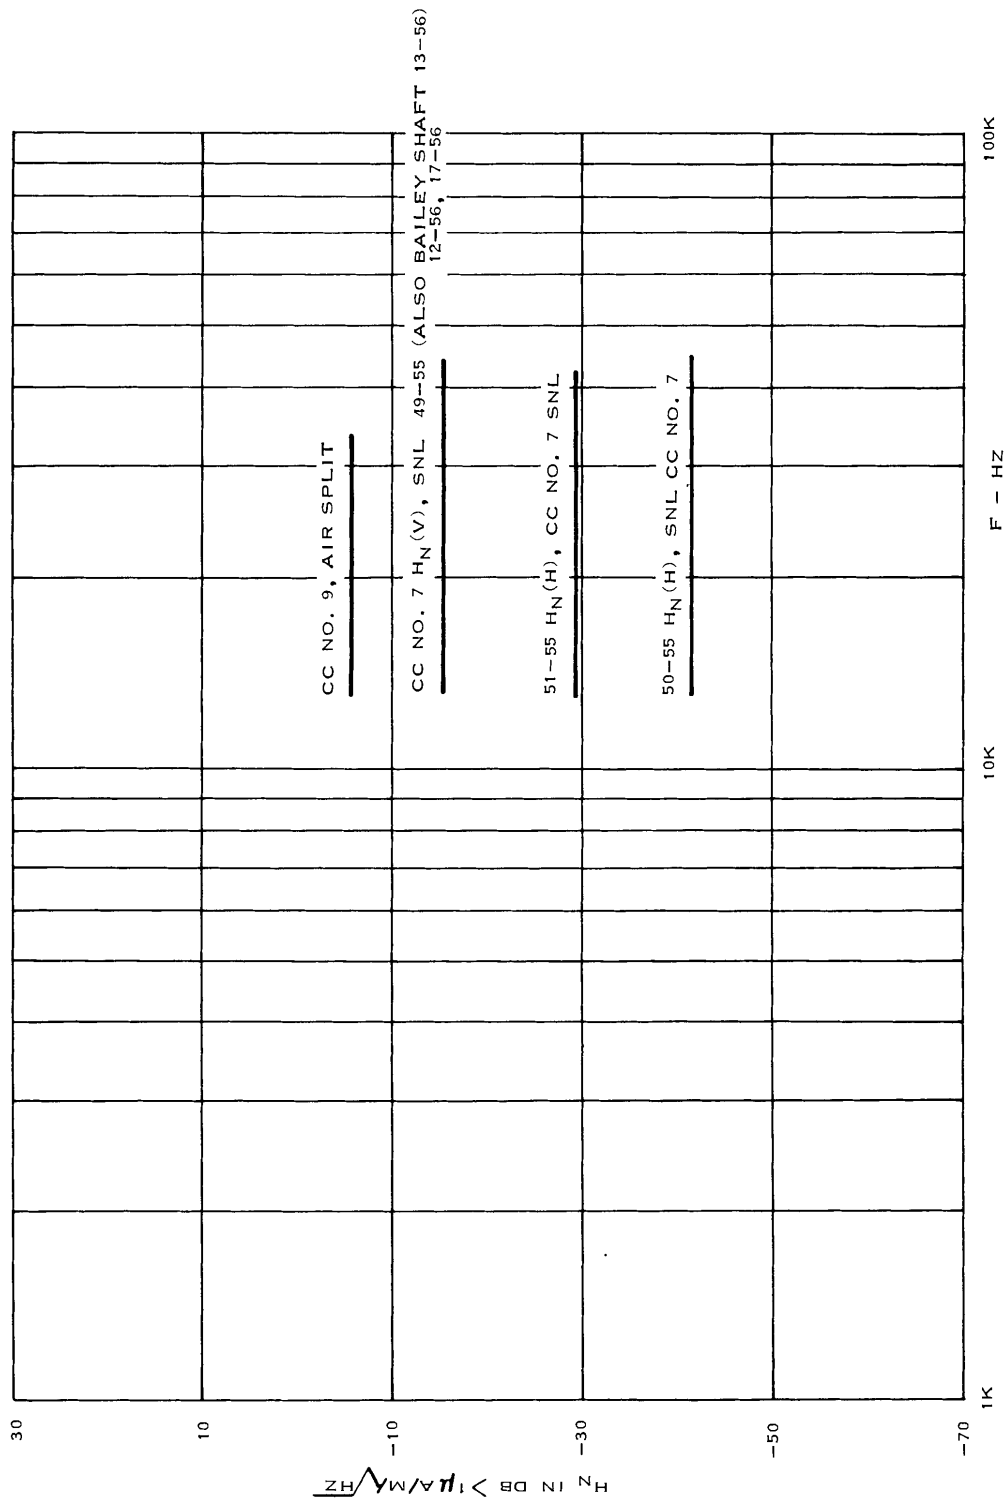 30
10
-10
-30
-50
-70
H_N IN DB > 1 μA/M/√HZ
CC NO. 9, AIR SPLIT
CC NO. 7 H_N(V), SNL 49-55 (ALSO BAILEY SHAFT 13-56)
12-56, 17-56
51-55 H_N(H), CC NO. 7 SNL
50-55 H_N(H), SNL CC NO. 7
1K
10K
100K
F - HZ